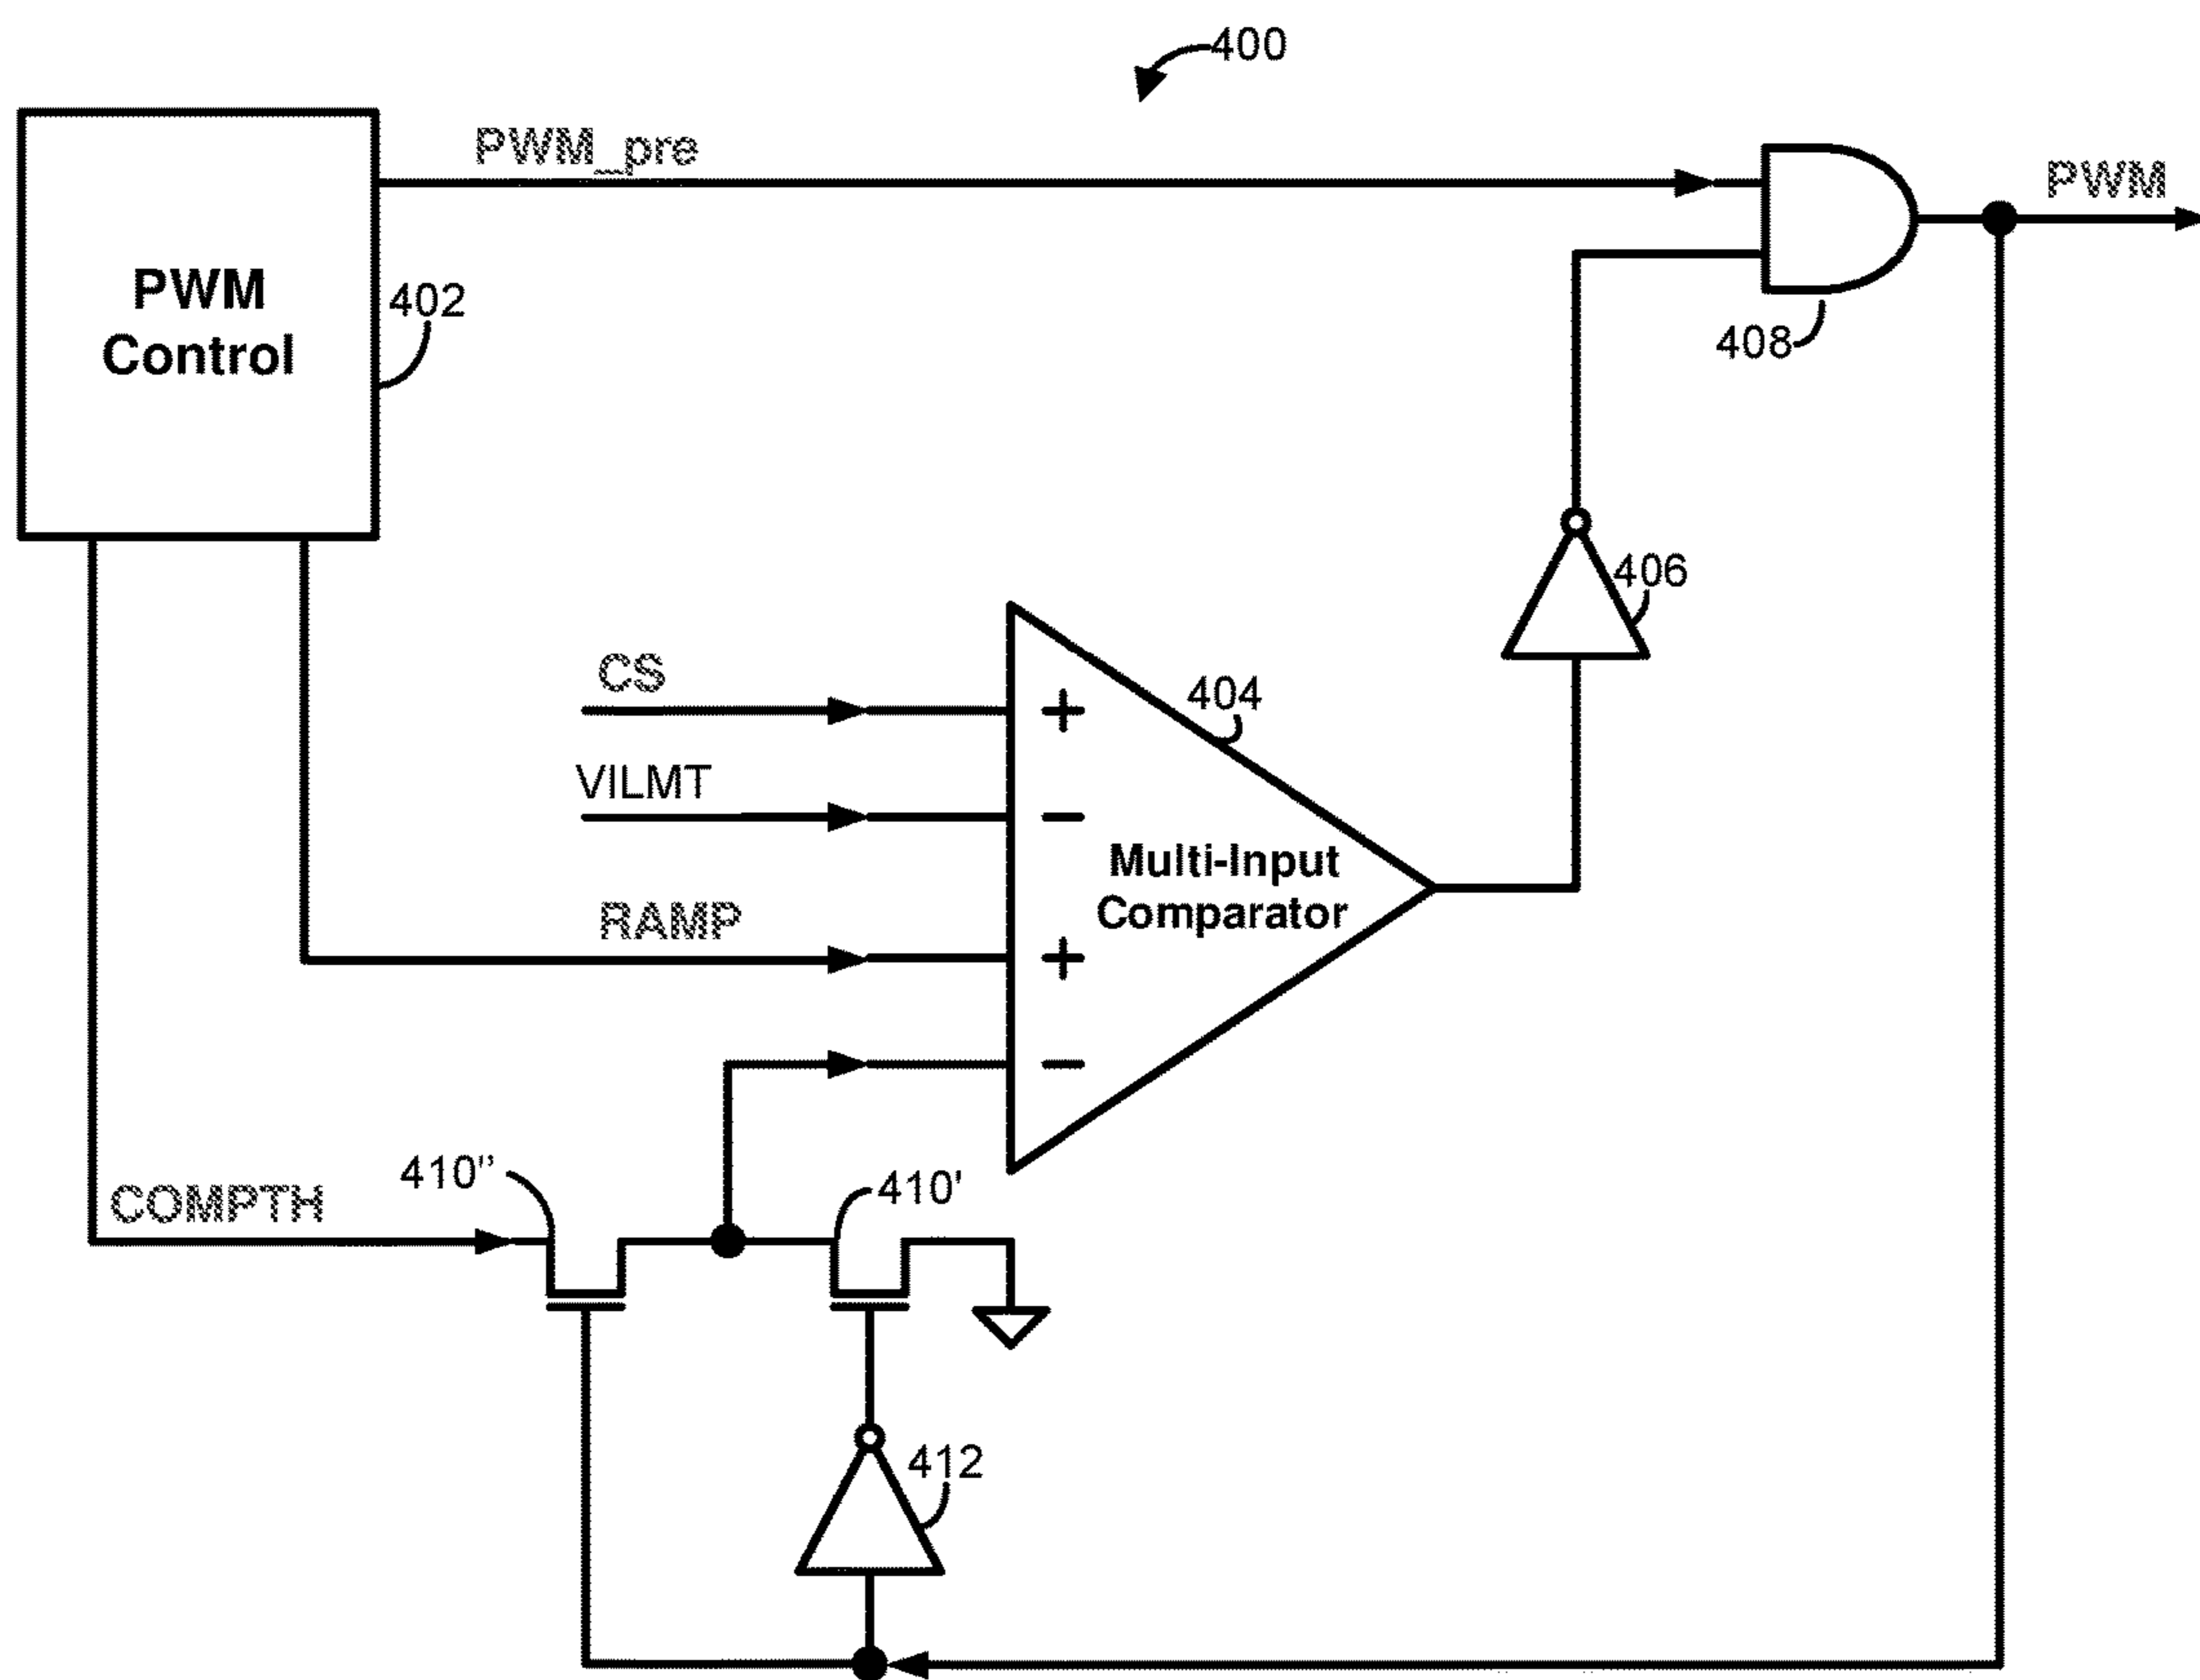 400
PWM_pre
PWM
PWM
Control
402
408
406
CS
404
VILMT
Multi-Input
Comparator
RAMP
410"
410'
COMPTH
412